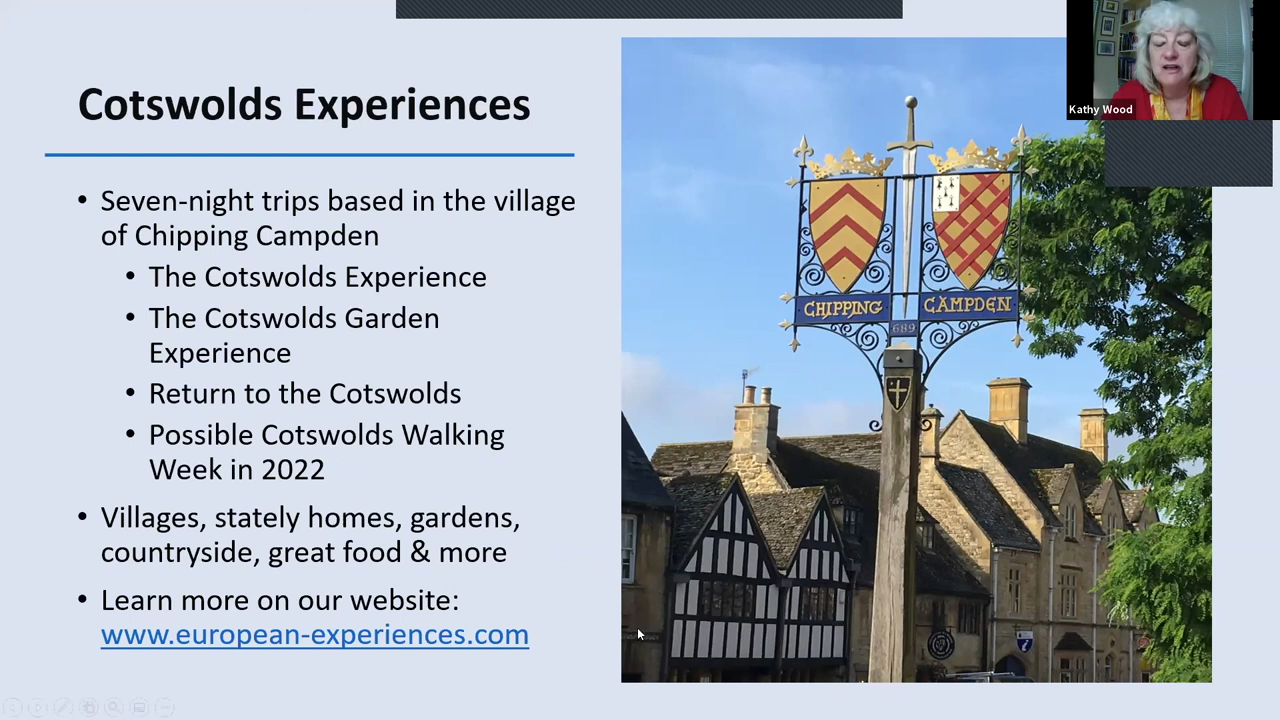 Cotswolds Experiences
• Seven-night trips based in the village
of Chipping Campden
• The Cotswolds Experience
• The Cotswolds Garden
Experience
• Return to the Cotswolds
• Possible Cotswolds Walking
Week in 2022
• Villages, stately homes, gardens,
countryside, great food & more
• Learn more on our website:
www.european-experiences.com
CHIPPING CAMPDEN
689
Kathy Wood